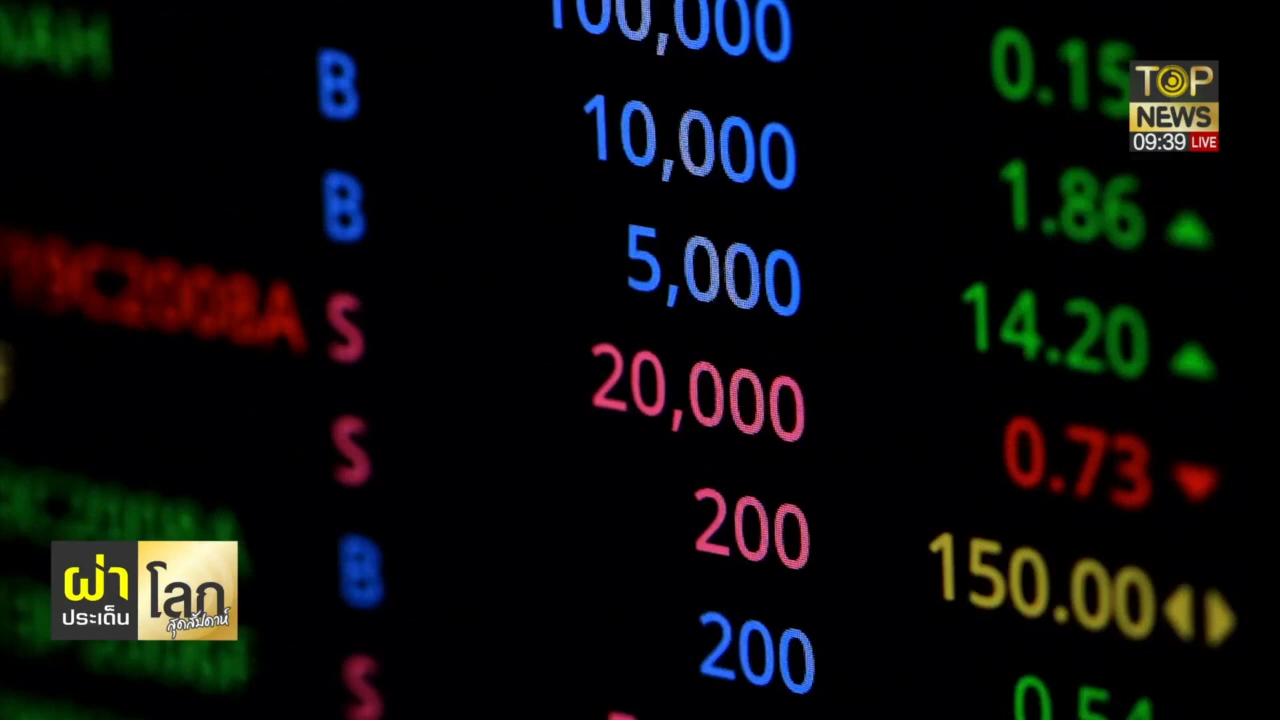 100,000
0.15
B
10,000
1.86
B
5,000
14.20
S
20,000
0.73
S
200
150.00
B
200
0.54
S
TOP
NEWS
09:39 LIVE
ผ่า
ประเด็น
โลก
สุดสัปดาห์